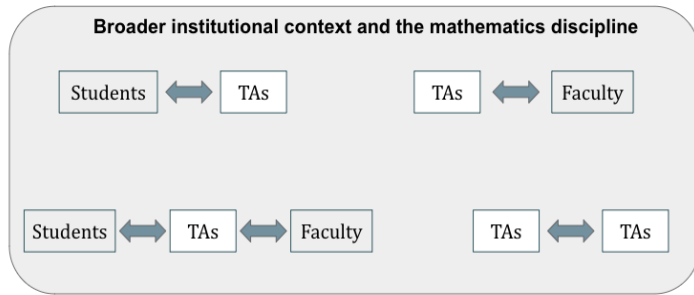 Broader institutional context and the mathematics discipline
Students TAs TAs Faculty
Students TAs Faculty TAs TAs